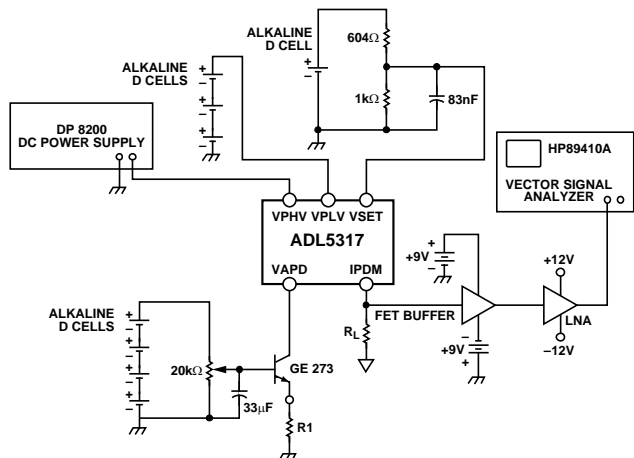 ALKALINE
D CELL
+
−
604Ω
1kΩ
83nF
ALKALINE
D CELLS
+
−
+
−
+
−
DP 8200
DC POWER SUPPLY
HP89410A
VECTOR SIGNAL
ANALYZER
VPHV VPLV VSET
ADL5317
VAPD IPDM
+
+9V
−
FET BUFFER
RL
−
+9V
+
+12V
LNA
−12V
ALKALINE
D CELLS
+
−
+
−
+
−
+
−
20kΩ
33μF
GE 273
R1